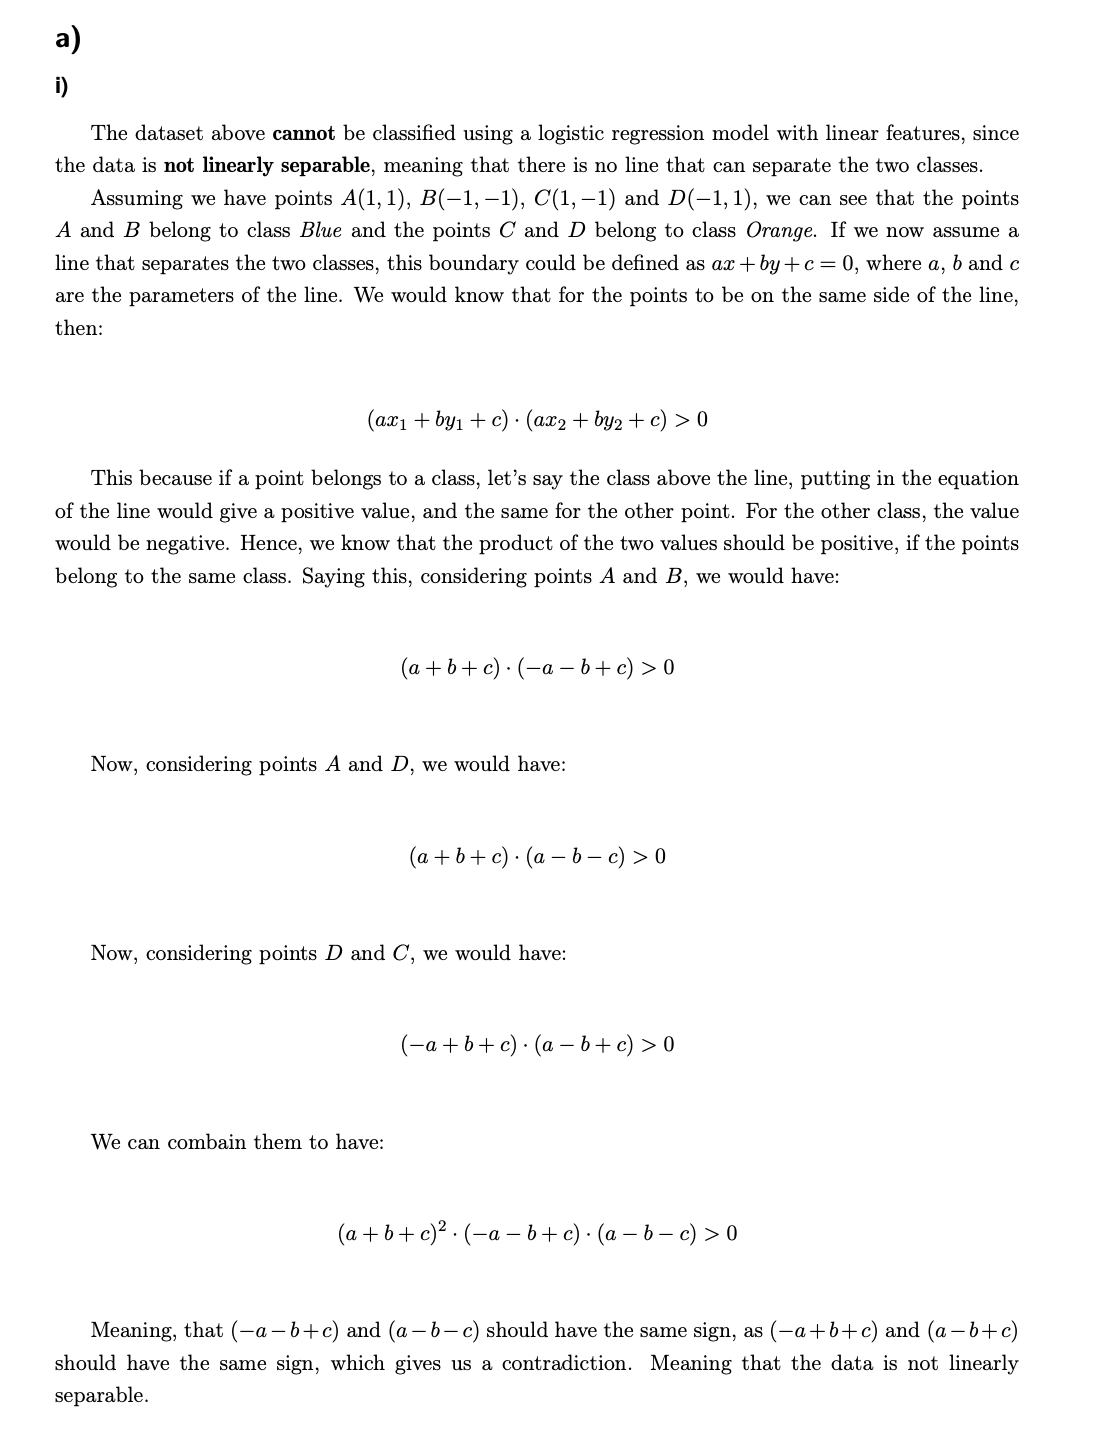 a)
i)
The dataset above cannot be classified using a logistic regression model with linear features, since
the data is not linearly separable, meaning that there is no line that can separate the two classes.
Assuming we have points A(1, 1), B(−1, −1), C(1, −1) and D(−1, 1), we can see that the points
A and B belong to class Blue and the points C and D belong to class Orange. If we now assume a
line that separates the two classes, this boundary could be defined as ax + by + c = 0, where a, b and c
are the parameters of the line. We would know that for the points to be on the same side of the line,
then:
(ax₁ + by₁ + c) · (ax₂ + by₂ + c) > 0
This because if a point belongs to a class, let's say the class above the line, putting in the equation
of the line would give a positive value, and the same for the other point. For the other class, the value
would be negative. Hence, we know that the product of the two values should be positive, if the points
belong to the same class. Saying this, considering points A and B, we would have:
(a + b + c) · (−a − b + c) > 0
Now, considering points A and D, we would have:
(a + b + c) · (a − b − c) > 0
Now, considering points D and C, we would have:
(−a + b + c) · (a − b + c) > 0
We can combain them to have:
(a + b + c)² · (−a − b + c) · (a − b − c) > 0
Meaning, that (−a − b + c) and (a − b − c) should have the same sign, as (−a + b + c) and (a − b + c)
should have the same sign, which gives us a contradiction. Meaning that the data is not linearly
separable.